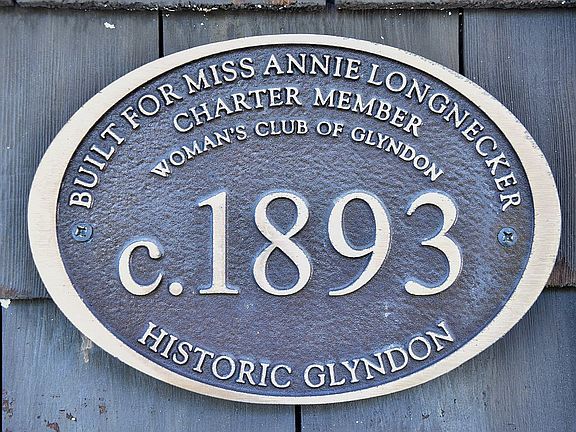 BUILT FOR MISS ANNIE LONGNECKER
CHARTER MEMBER
WOMAN'S CLUB OF GLYNDON
c.1893
HISTORIC GLYNDON